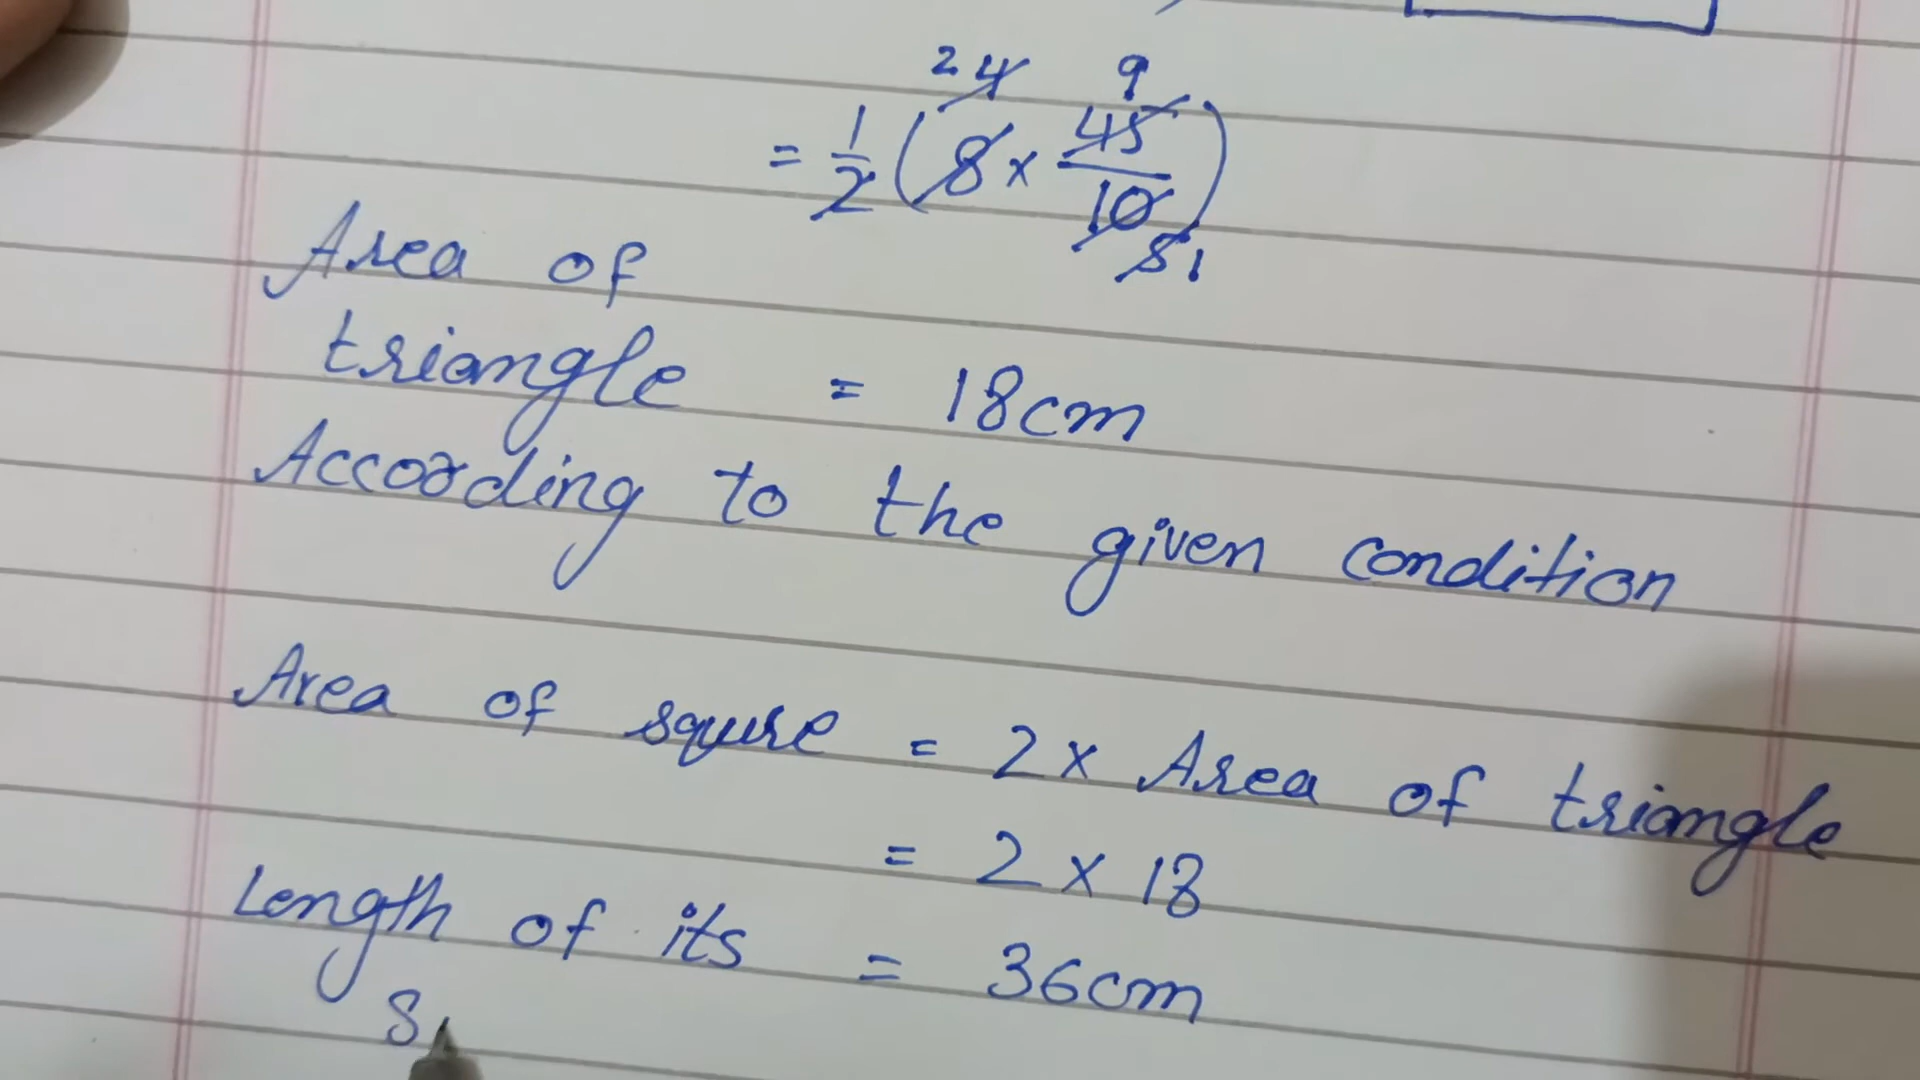 2 4 9
= 1/2 ( 8 x 45/10 )
5 1
Area of
triangle = 18cm
According to the given condition
Area of squre = 2 x Area of triangle
= 2 x 18
Length of its = 36cm
S